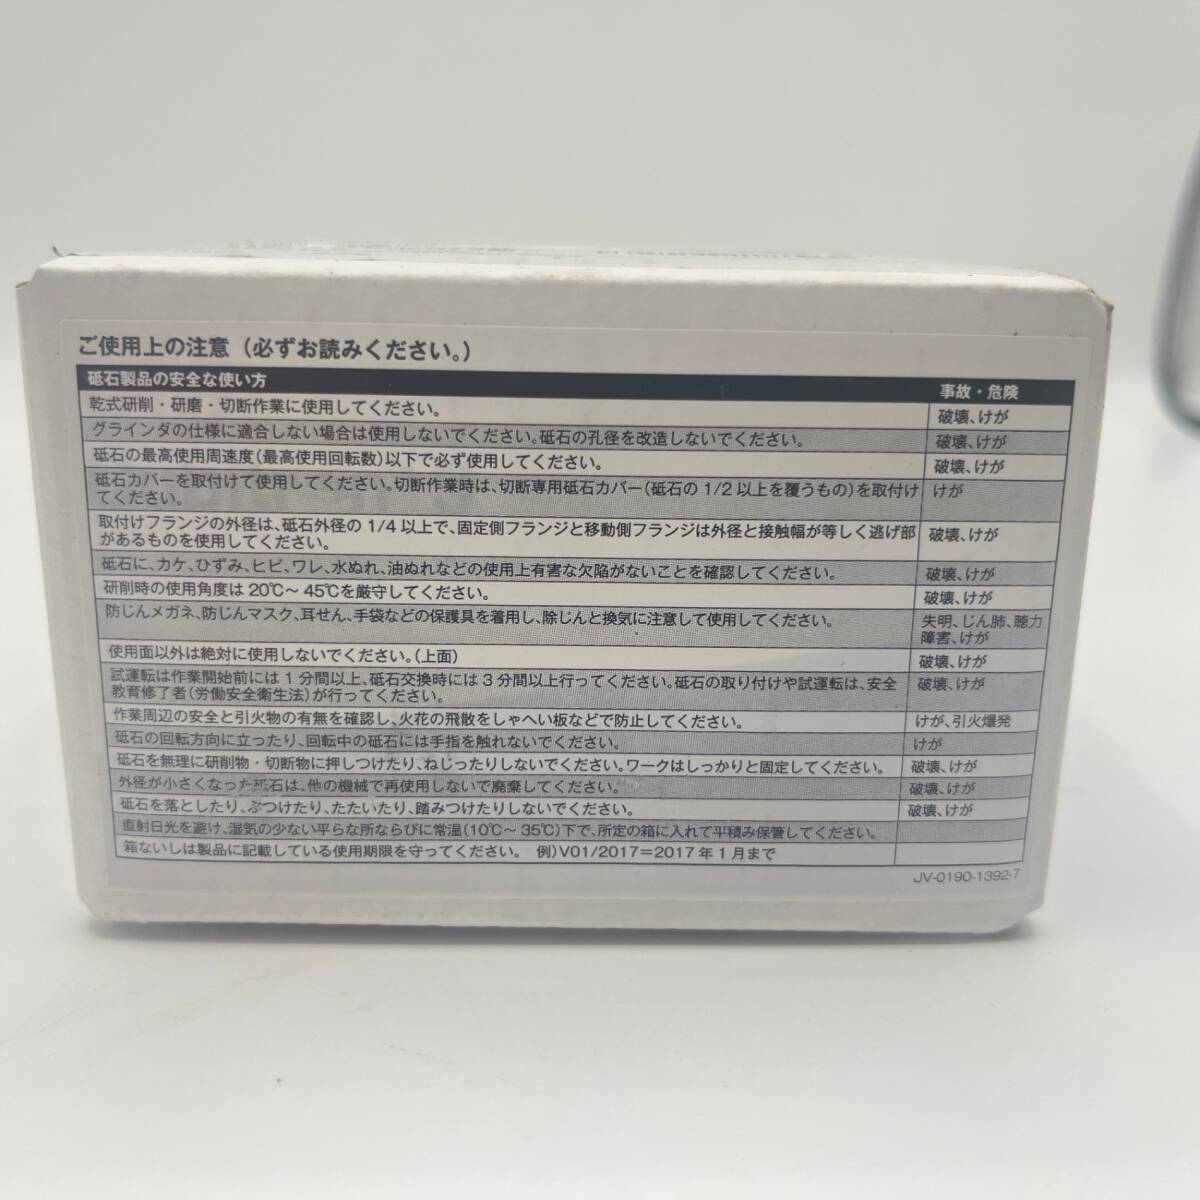 ご使用上の注意(必ずお読みください。)
砥石製品の安全な使い方 事故・危険
乾式研削・研磨・切断作業に使用してください。 破壊、けが
グラインダの仕様に適合しない場合は使用しないでください。砥石の孔径を改造しないでください。 破壊、けが
砥石の最高使用周速度(最高使用回転数)以下で必ず使用してください。 破壊、けが
砥石カバーを取付けて使用してください。切断作業時は、切断専用砥石カバー(砥石の1/2以上を覆うもの)を取付け けが
てください。
取付けフランジの外径は、砥石外径の1/4以上で、固定側フランジと移動側フランジは外径と接触幅が等しく逃げ部 破壊、けが
があるものを使用してください。
砥石に、カケ、ひずみ、ヒビ、ワレ、水ぬれ、油ぬれなどの使用上有害な欠陥がないことを確認してください。 破壊、けが
研削時の使用角度は20℃〜45℃を厳守してください。 破壊、けが
防じんメガネ、防じんマスク、耳せん、手袋などの保護具を着用し、除じんと換気に注意して使用してください。 失明、じん肺、聴力
障害、けが
使用面以外は絶対に使用しないでください。(上面) 破壊、けが
試運転は作業開始前には1分間以上、砥石交換時には3分間以上行ってください。砥石の取り付けや試運転は、安全 破壊、けが
教育修了者(労働安全衛生法)が行ってください。
作業周辺の安全と引火物の有無を確認し、火花の飛散をしゃへい板などで防止してください。 けが、引火爆発
砥石の回転方向に立ったり、回転中の砥石には手指を触れないでください。 けが
砥石を無理に研削物・切断物に押しつけたり、ねじったりしないでください。ワークはしっかりと固定してください。 破壊、けが
外径が小さくなった砥石は、他の機械で再使用しないで廃棄してください。 破壊、けが
砥石を落としたり、ぶつけたり、たたいたり、踏みつけたりしないでください。 破壊、けが
直射日光を避け、湿気の少ない平らな所ならびに常温(10℃〜35℃)下で、所定の箱に入れて平積み保管してください。
箱ないしは製品に記載している使用期限を守ってください。 例)V01/2017=2017年1月まで
JV-0190-1392-7